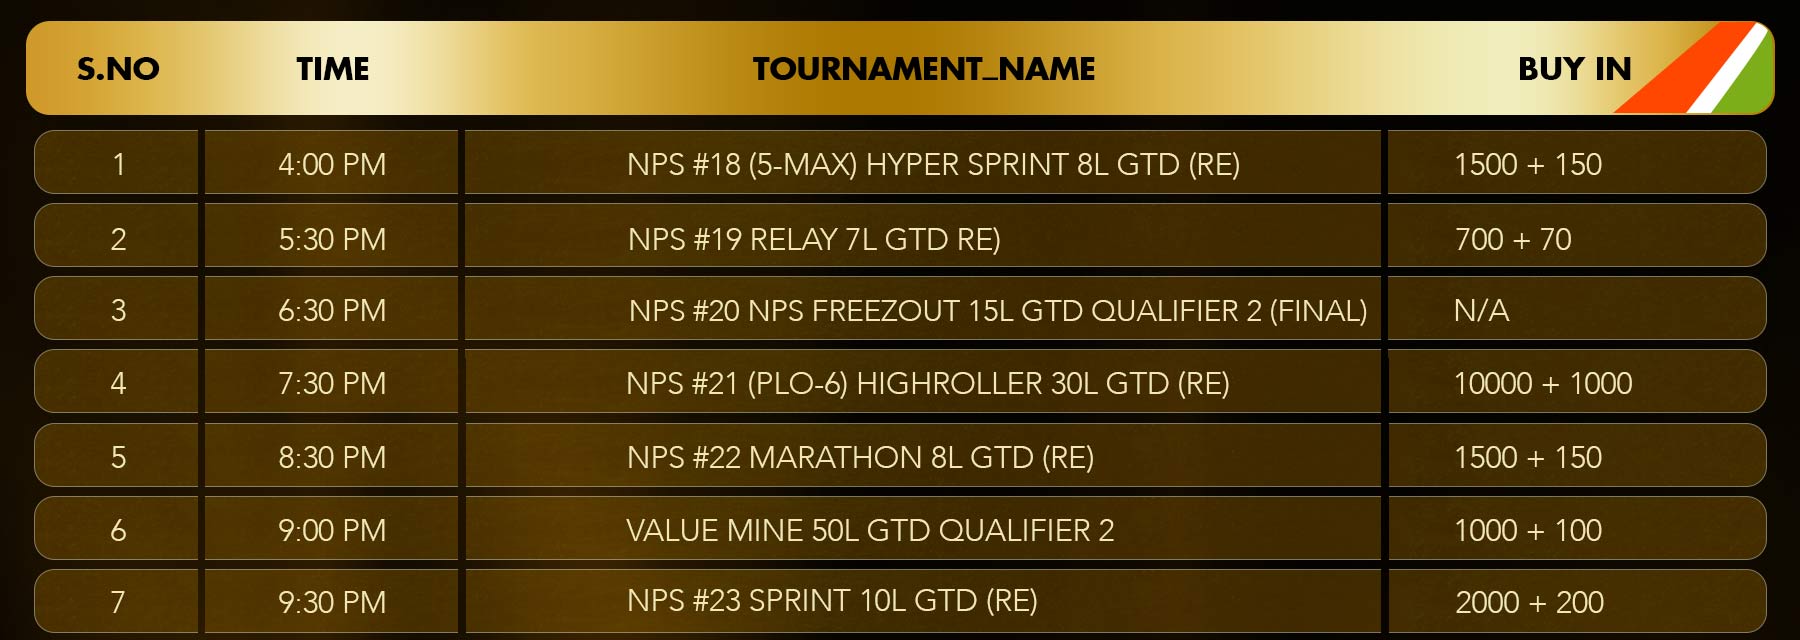 S.NO TIME TOURNAMENT_NAME BUY IN
1 4:00 PM NPS #18 (5-MAX) HYPER SPRINT 8L GTD (RE) 1500 + 150
2 5:30 PM NPS #19 RELAY 7L GTD RE) 700 + 70
3 6:30 PM NPS #20 NPS FREEZOUT 15L GTD QUALIFIER 2 (FINAL) N/A
4 7:30 PM NPS #21 (PLO-6) HIGHROLLER 30L GTD (RE) 10000 + 1000
5 8:30 PM NPS #22 MARATHON 8L GTD (RE) 1500 + 150
6 9:00 PM VALUE MINE 50L GTD QUALIFIER 2 1000 + 100
7 9:30 PM NPS #23 SPRINT 10L GTD (RE) 2000 + 200